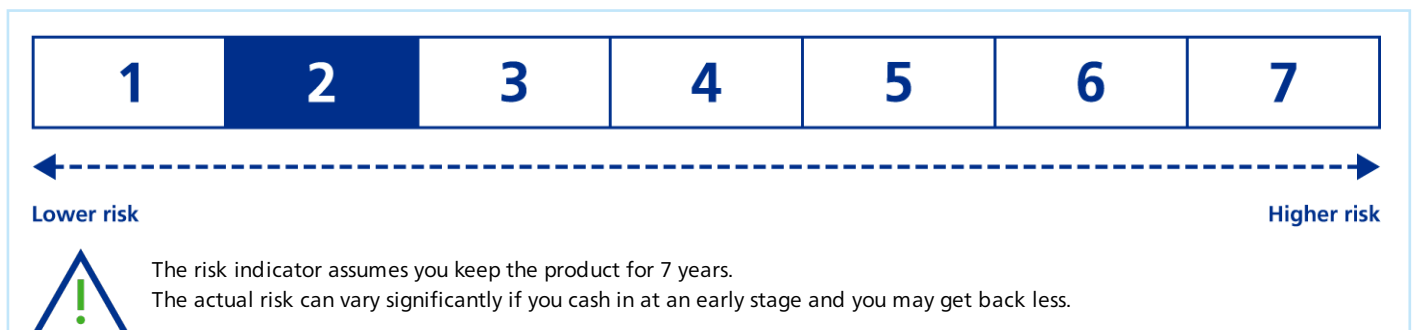 1 2 3 4 5 6 7
Lower risk Higher risk
The risk indicator assumes you keep the product for 7 years.
The actual risk can vary significantly if you cash in at an early stage and you may get back less.